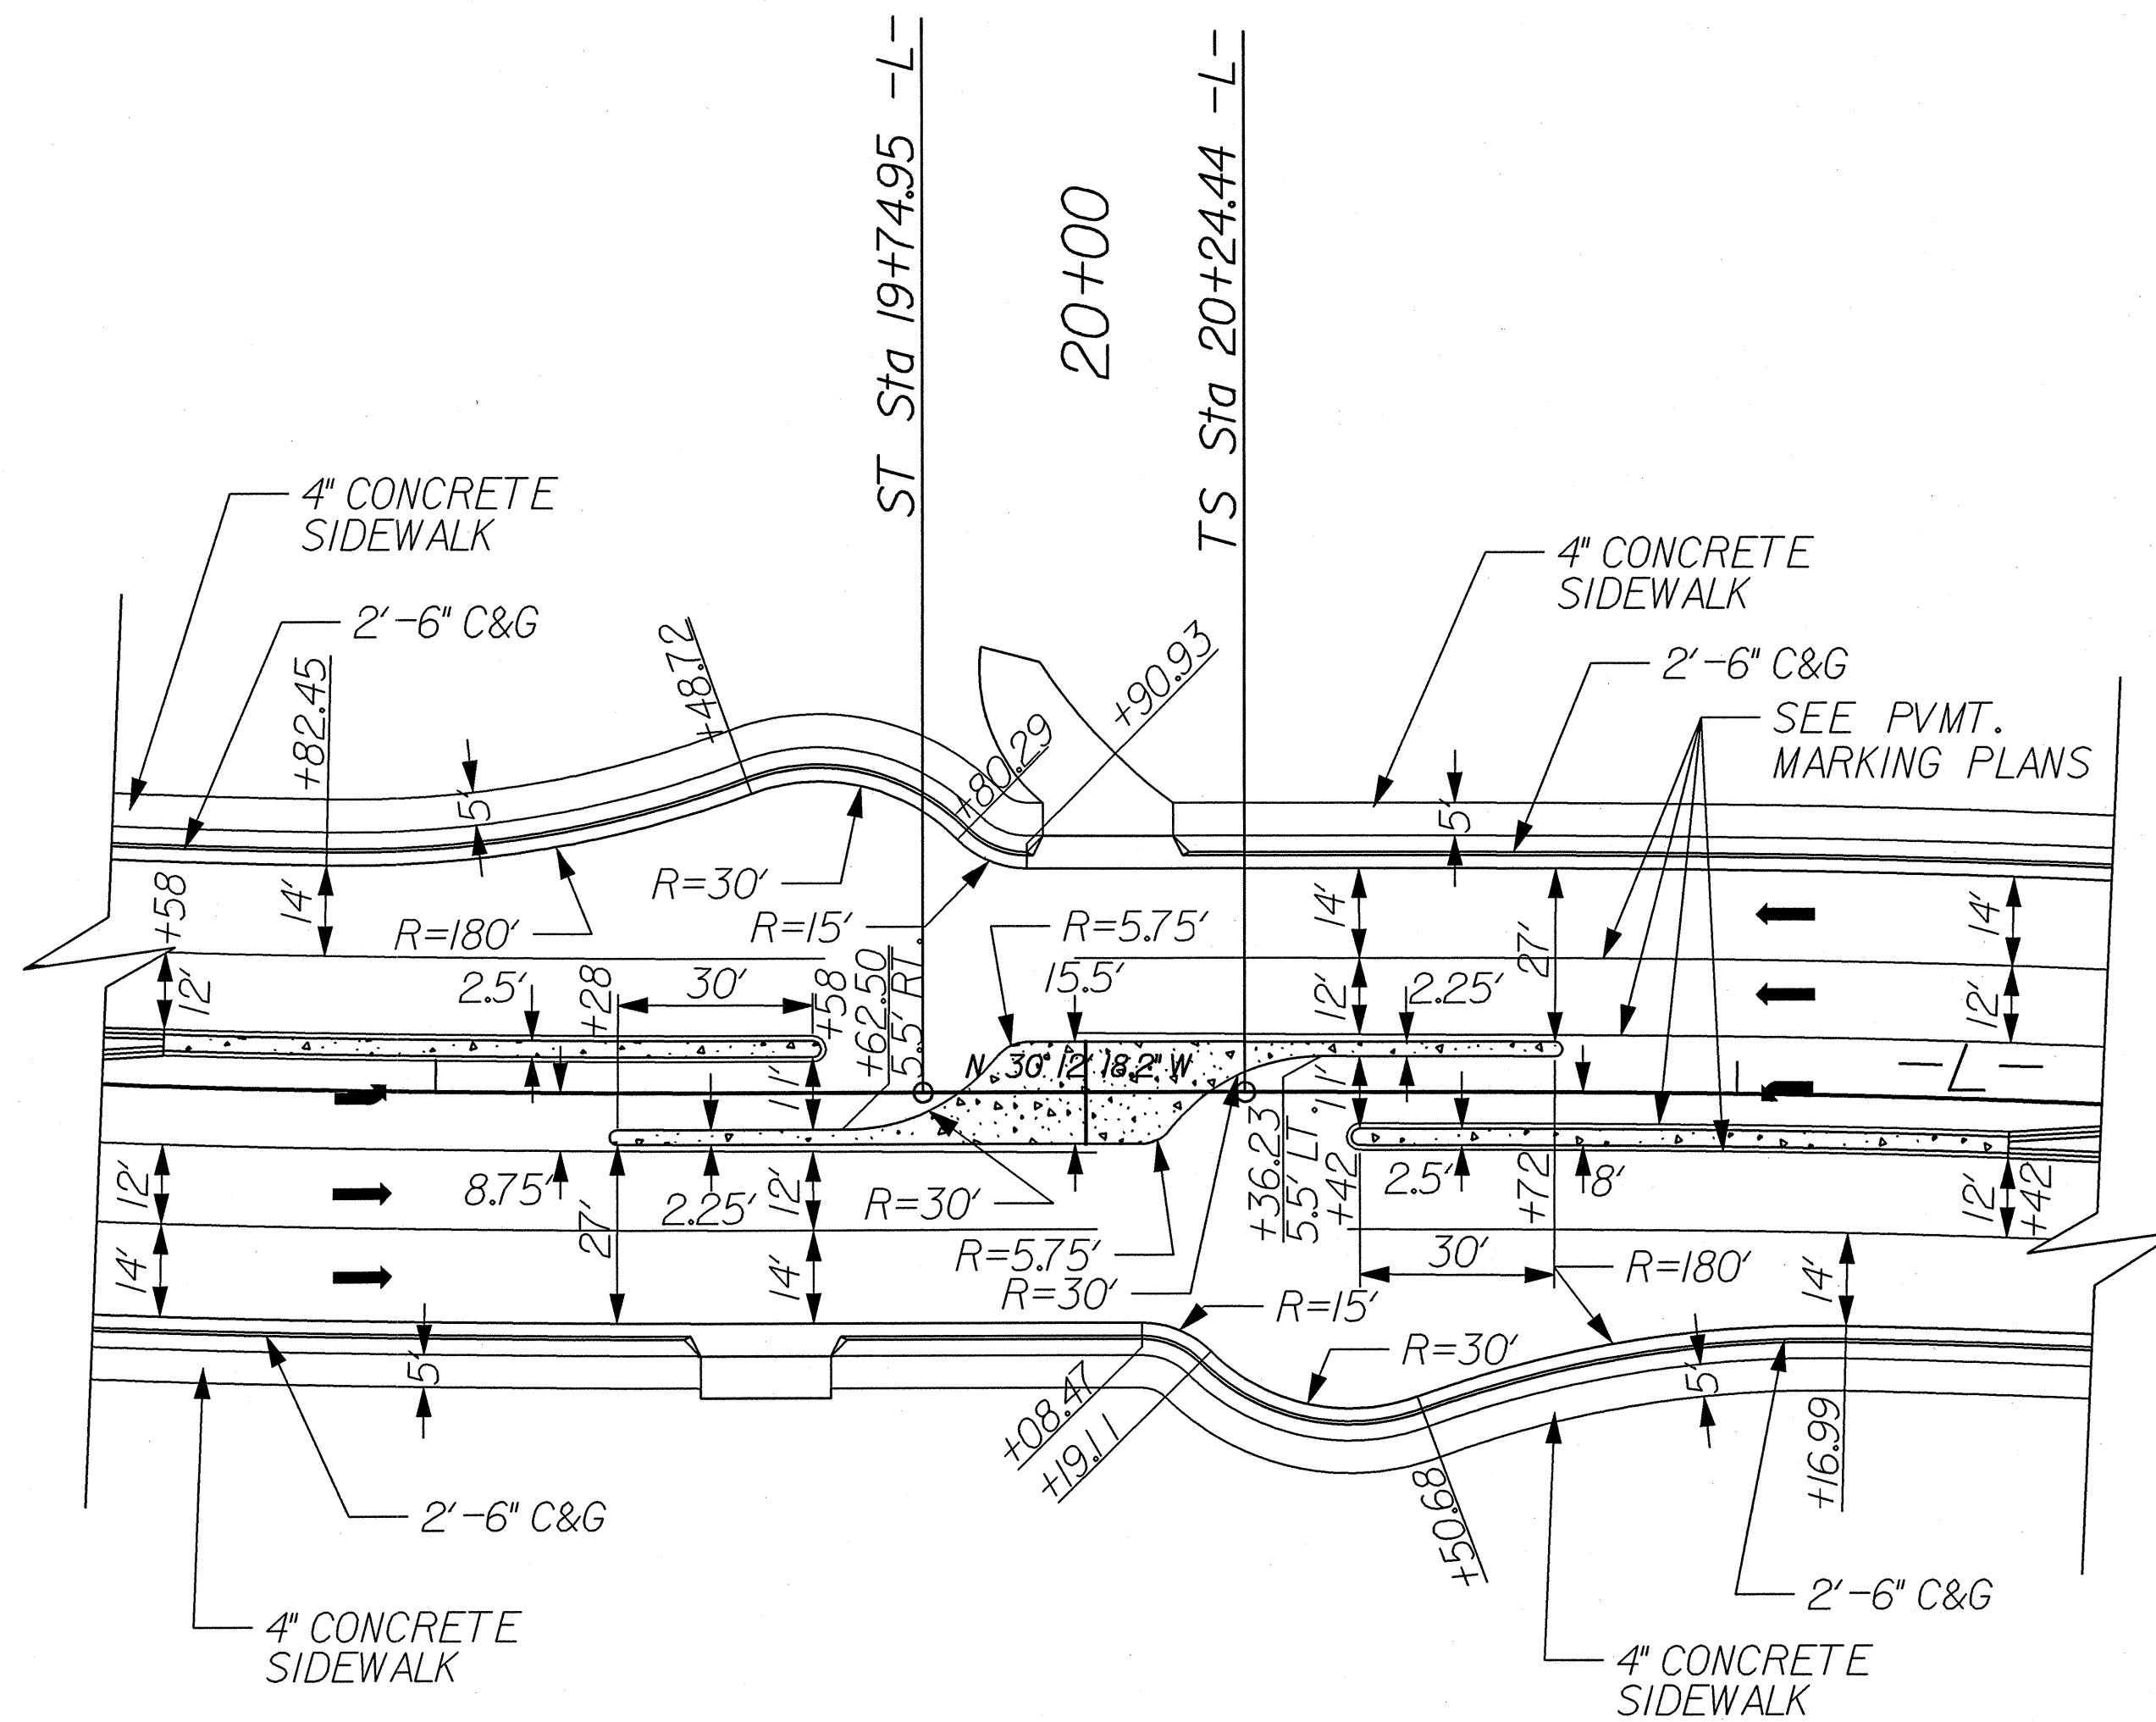 ST Sta 19+74.95 -L-
20+00
TS Sta 20+24.44 -L-
4" CONCRETE
SIDEWALK
2'-6" C&G
+82.45
+48.72
+80.29
+90.93
4" CONCRETE
SIDEWALK
2'-6" C&G
SEE PVMT.
MARKING PLANS
5'
5'
+58
14'
R=180'
R=30'
R=15'
R=5.75'
14'
27'
14'
12'
2.5'
+28
30'
+58
+62.50
5.5' RT.
15.5'
12'
2.25'
12'
N 30° 12' 18.2" W
-L-
11'
11'
12'
8.75'
2.25'
12'
R=30'
+36.23
5.5' LT.
+42
2.5'
+72
8'
12'
+42
14'
27'
14'
R=5.75'
R=30'
30'
R=180'
14'
R=15'
R=30'
5'
5'
+08.47
+19.11
+50.68
+16.99
2'-6" C&G
2'-6" C&G
4" CONCRETE
SIDEWALK
4" CONCRETE
SIDEWALK